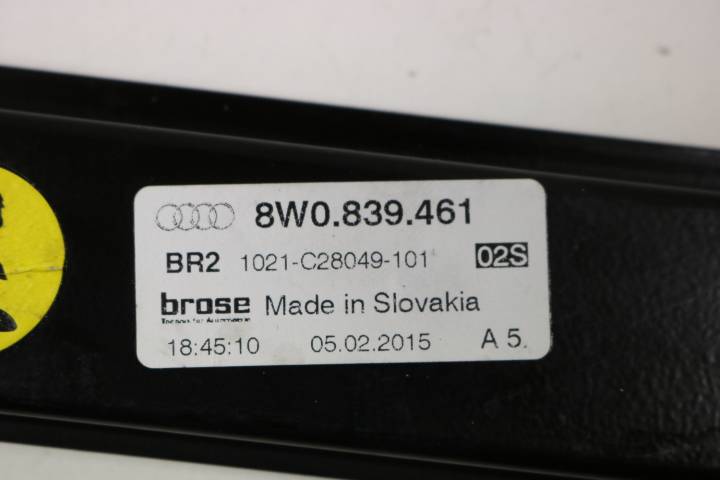 8W0.839.461
BR2 1021-C28049-101 02S
brose Made in Slovakia
18:45:10 05.02.2015 A 5.